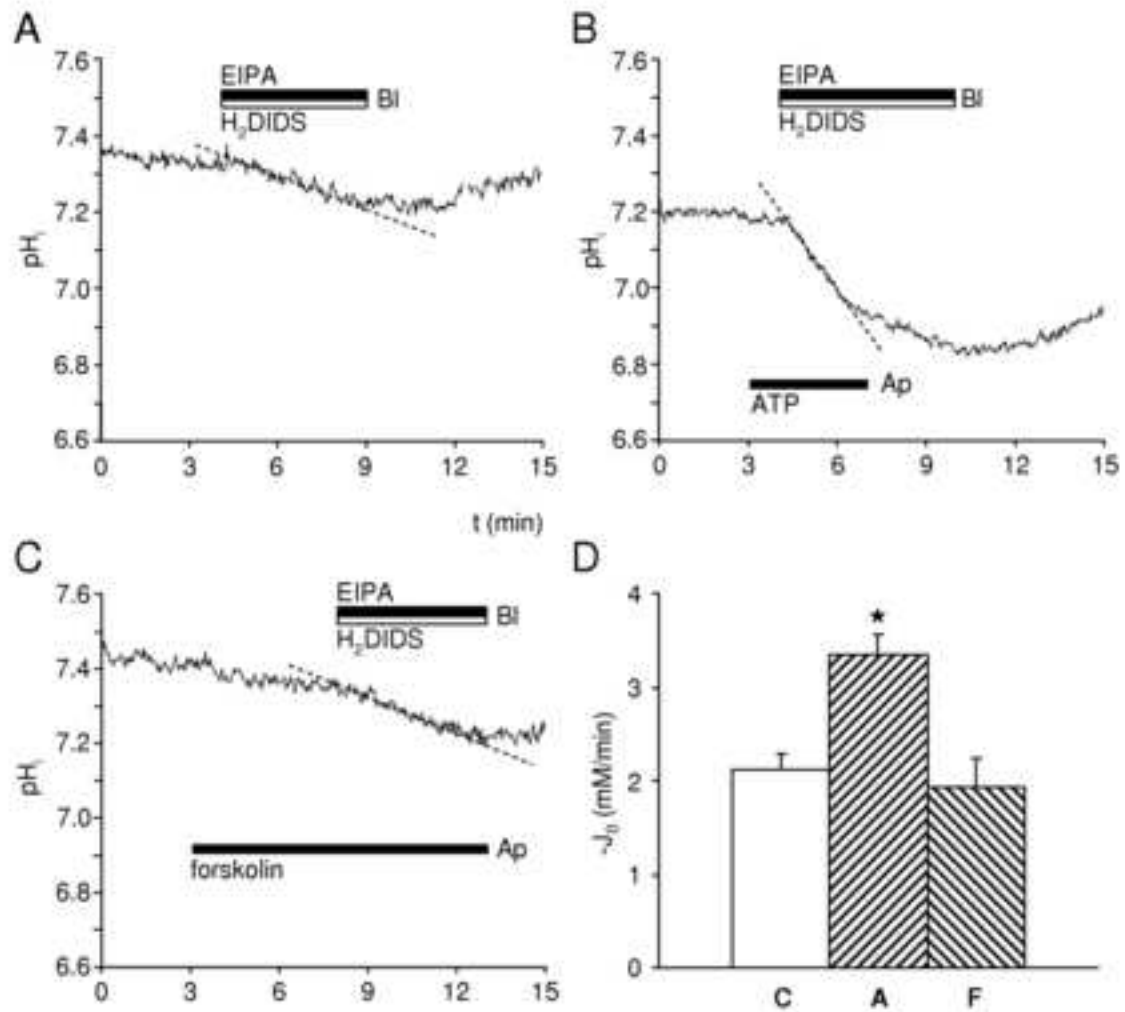 A
7.6
7.4
7.2
7.0
6.8
6.6
pHi
EIPA
H2DIDS
Bl
0 3 6 9 12 15
t (min)
B
7.6
7.4
7.2
7.0
6.8
6.6
pHi
EIPA
H2DIDS
Bl
ATP
Ap
0 3 6 9 12 15
C
7.6
7.4
7.2
7.0
6.8
6.6
pHi
EIPA
H2DIDS
Bl
forskolin
Ap
0 3 6 9 12 15
D
4
3
2
1
0
-J0 (mM/min)
★
C A F